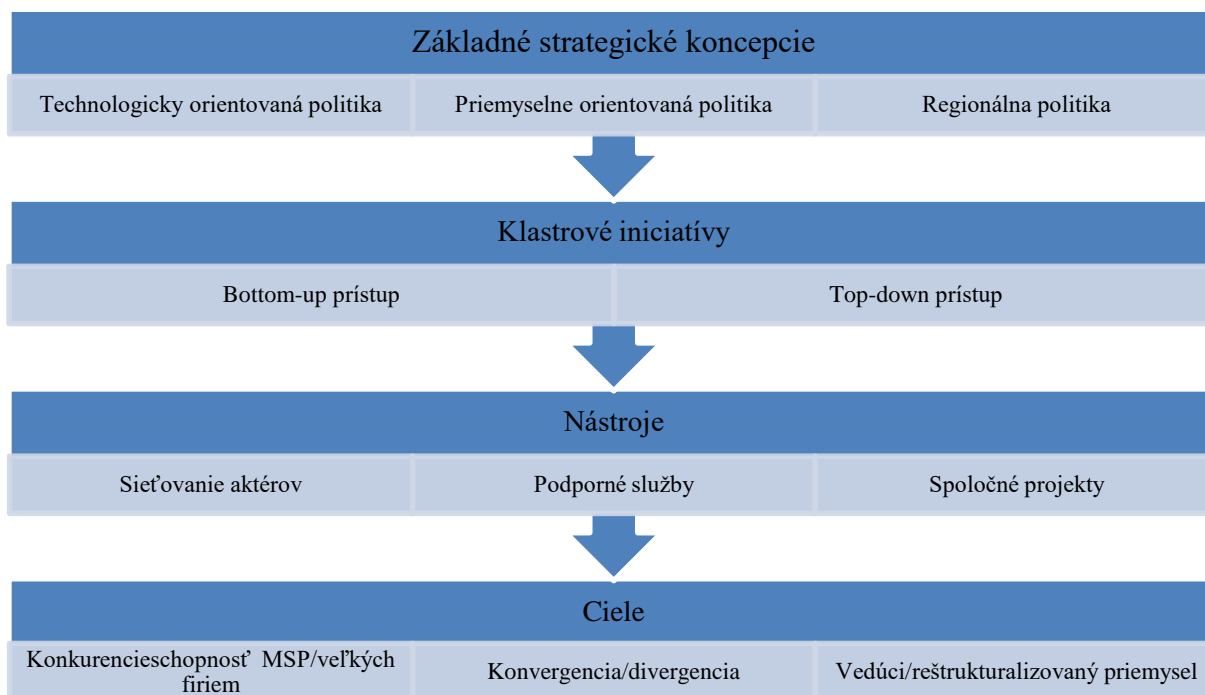 Základné strategické koncepcie
Technologicky orientovaná politika
Priemyselne orientovaná politika
Regionálna politika
Klastrové iniciatívy
Bottom-up prístup
Top-down prístup
Nástroje
Sieťovanie aktérov
Podporné služby
Spoločné projekty
Ciele
Konkurencieschopnosť MSP/veľkých
firiem
Konvergencia/divergencia
Vedúci/reštrukturalizovaný priemysel